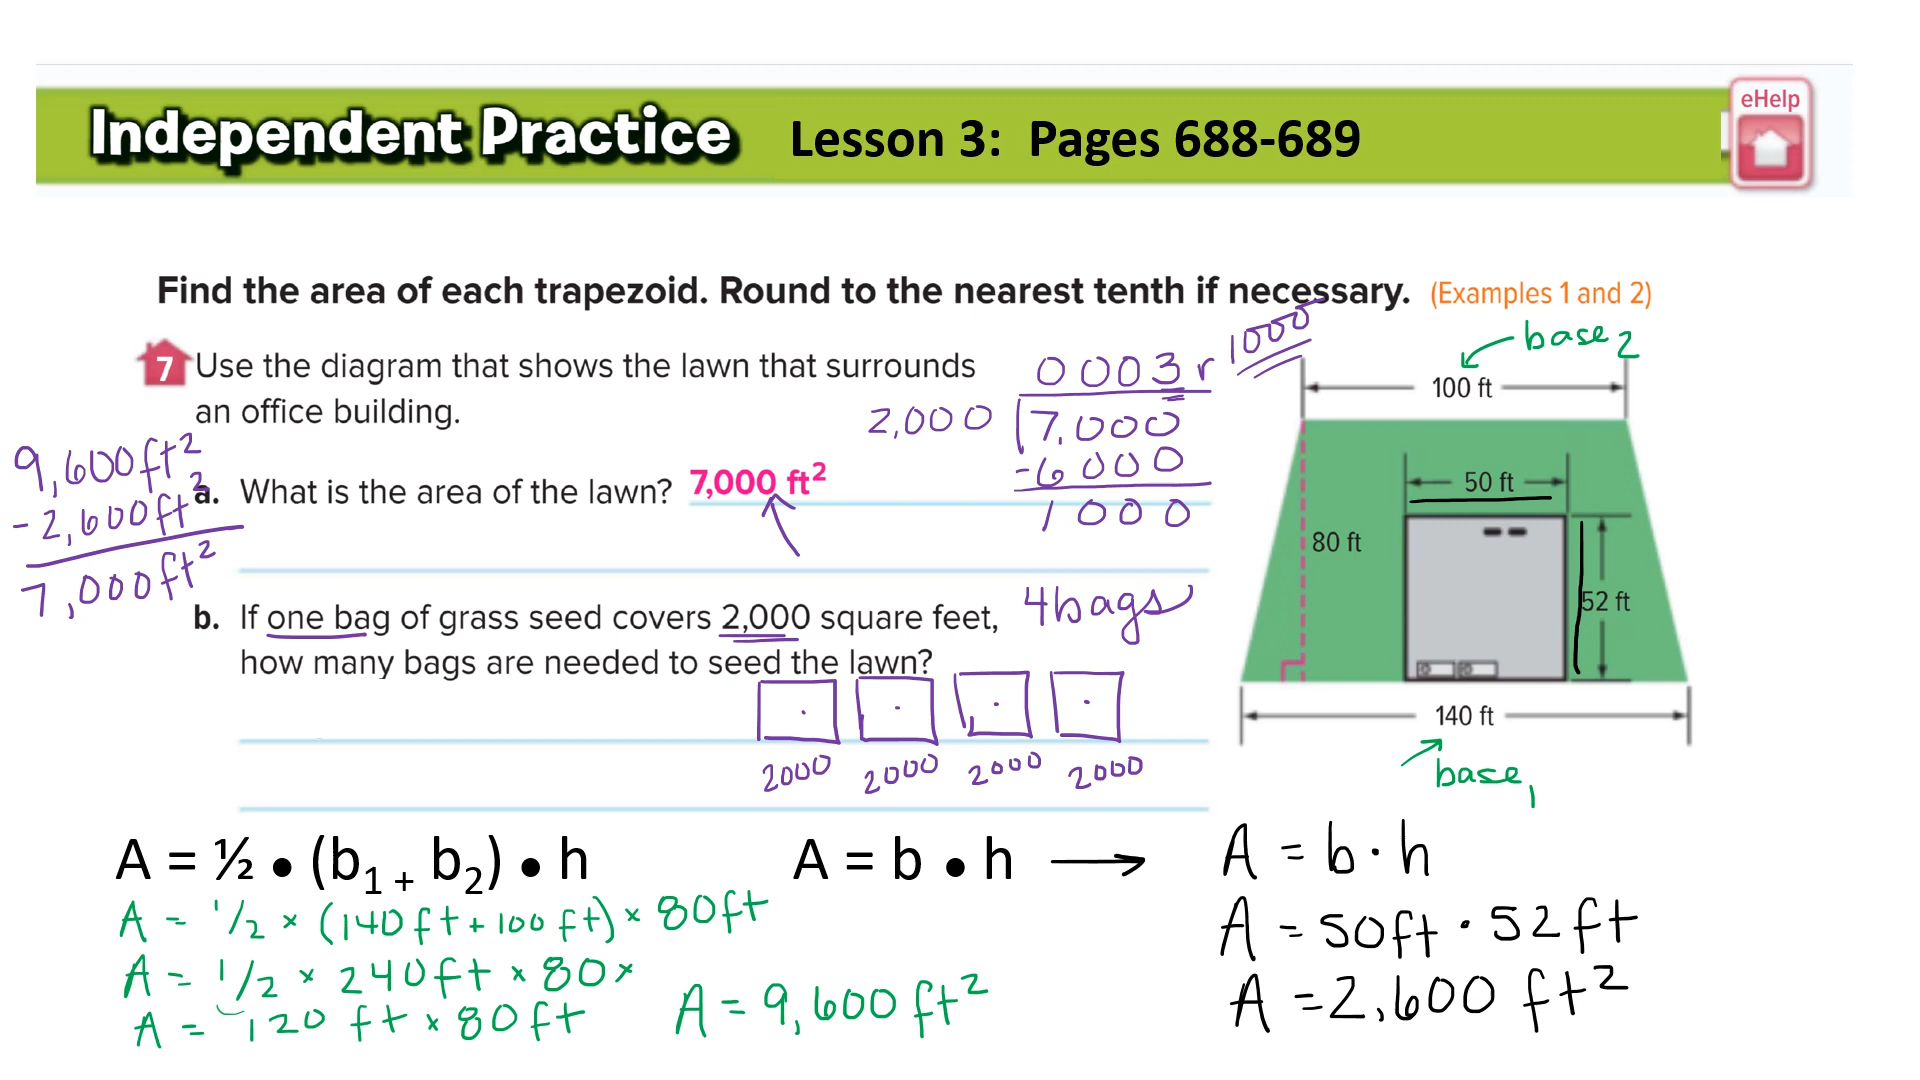 eHelp
Independent Practice Lesson 3: Pages 688-689
Find the area of each trapezoid. Round to the nearest tenth if necessary. (Examples 1 and 2)
7 Use the diagram that shows the lawn that surrounds
an office building.
a. What is the area of the lawn? 7,000 ft²
b. If one bag of grass seed covers 2,000 square feet,
how many bags are needed to seed the lawn?
4 bags
2000 2000 2000 2000
9,600 ft²
- 2,600 ft²
7,000 ft²
0003 r 1000
2,000 7,000
- 6000
1000
base 2
100 ft
50 ft
80 ft
52 ft
140 ft
base 1
A = ½ • (b₁ + b₂) • h
A = 1/2 × (140 ft + 100 ft) × 80 ft
A = 1/2 × 240 ft × 80 ×
A = 120 ft × 80 ft
A = 9,600 ft²
A = b • h
A = b · h
A = 50 ft · 52 ft
A = 2,600 ft²